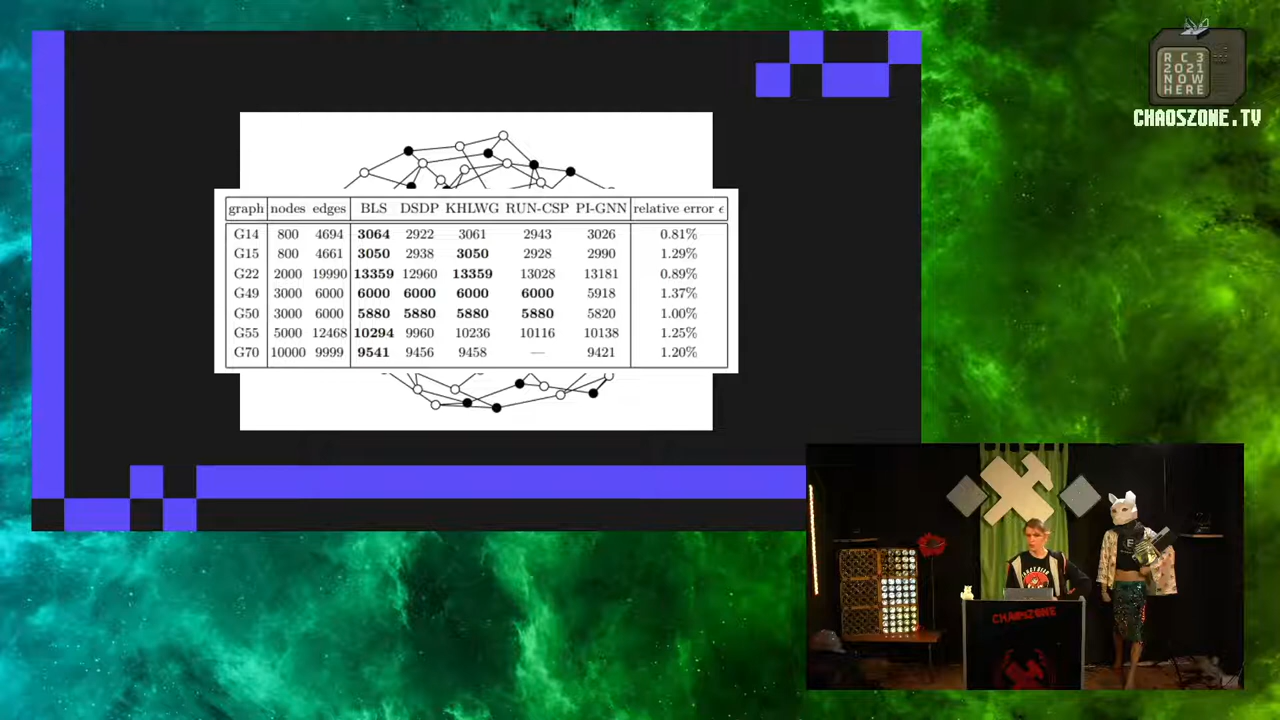 RC3
2021
NOW
HERE
CHAOSZONE.TV
graph nodes edges BLS DSDP KHLWG RUN-CSP PI-GNN relative error ϵ
G14 800 4694 3064 2922 3061 2943 3026 0.81%
G15 800 4661 3050 2938 3050 2928 2990 1.29%
G22 2000 19990 13359 12960 13359 13028 13181 0.89%
G49 3000 6000 6000 6000 6000 6000 5918 1.37%
G50 3000 6000 5880 5880 5880 5880 5820 1.00%
G55 5000 12468 10294 9960 10236 10116 10138 1.25%
G70 10000 9999 9541 9456 9458 — 9421 1.20%
CHAOSZONE